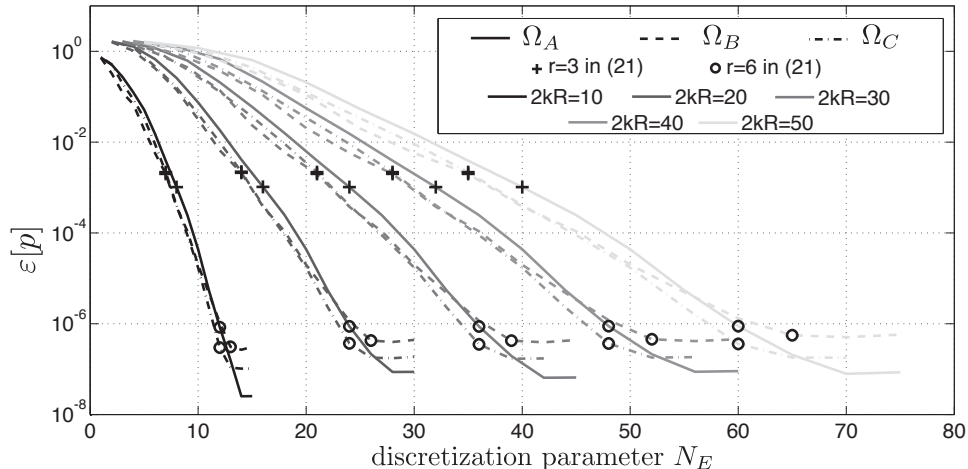 Ω_A Ω_B Ω_C
r=3 in (21) r=6 in (21)
2kR=10 2kR=20 2kR=30
2kR=40 2kR=50
10^0
10^-2
10^-4
10^-6
10^-8
ε[p]
0 10 20 30 40 50 60 70 80
discretization parameter N_E